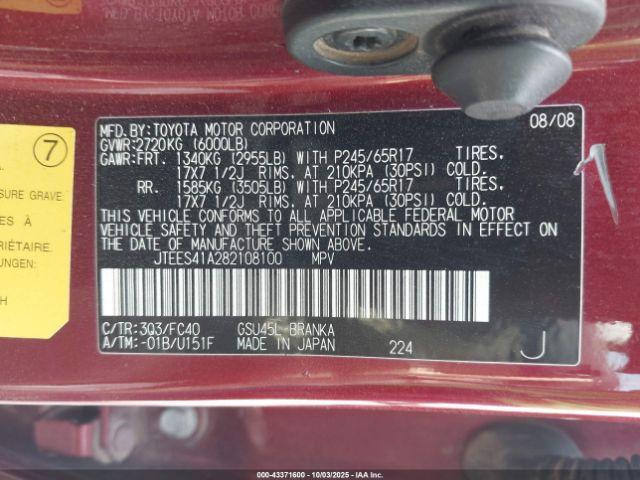 MFD.BY:TOYOTA MOTOR CORPORATION 08/08
GVWR:2720KG (6000LB)
GAWR:FRT. 1340KG (2955LB) WITH P245/65R17 TIRES.
17X7 1/2J RIMS. AT 210KPA (30PSI) COLD.
RR. 1585KG (3505LB) WITH P245/65R17 TIRES.
17X7 1/2J RIMS. AT 210KPA (30PSI) COLD.
THIS VEHICLE CONFORMS TO ALL APPLICABLE FEDERAL MOTOR
VEHICLE SAFETY AND THEFT PREVENTION STANDARDS IN EFFECT ON
THE DATE OF MANUFACTURE SHOWN ABOVE.
JTEES41A282108100 MPV
C/TR:3Q3/FC40 GSU45L-BRANKA
A/TM:-01B/U151F MADE IN JAPAN 224 J
7
SURE GRAVE
ES À
RIÉTAIRE.
UNGEN:
H
000-43371600 - 10/03/2025 - IAA, Inc.